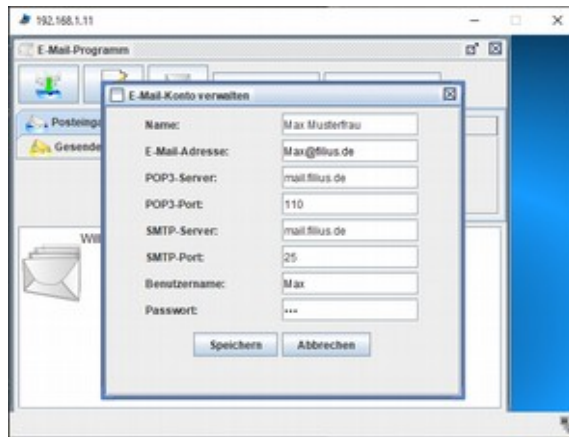 192.168.1.11
E-Mail-Programm
E-Mail-Konto verwalten
Posteinga
Gesende
Name: Max Musterfrau
E-Mail-Adresse: Max@filius.de
POP3-Server: mail.filius.de
POP3-Port: 110
SMTP-Server: mail.filius.de
SMTP-Port: 25
Benutzername: Max
Passwort: •••
Will
Speichern Abbrechen